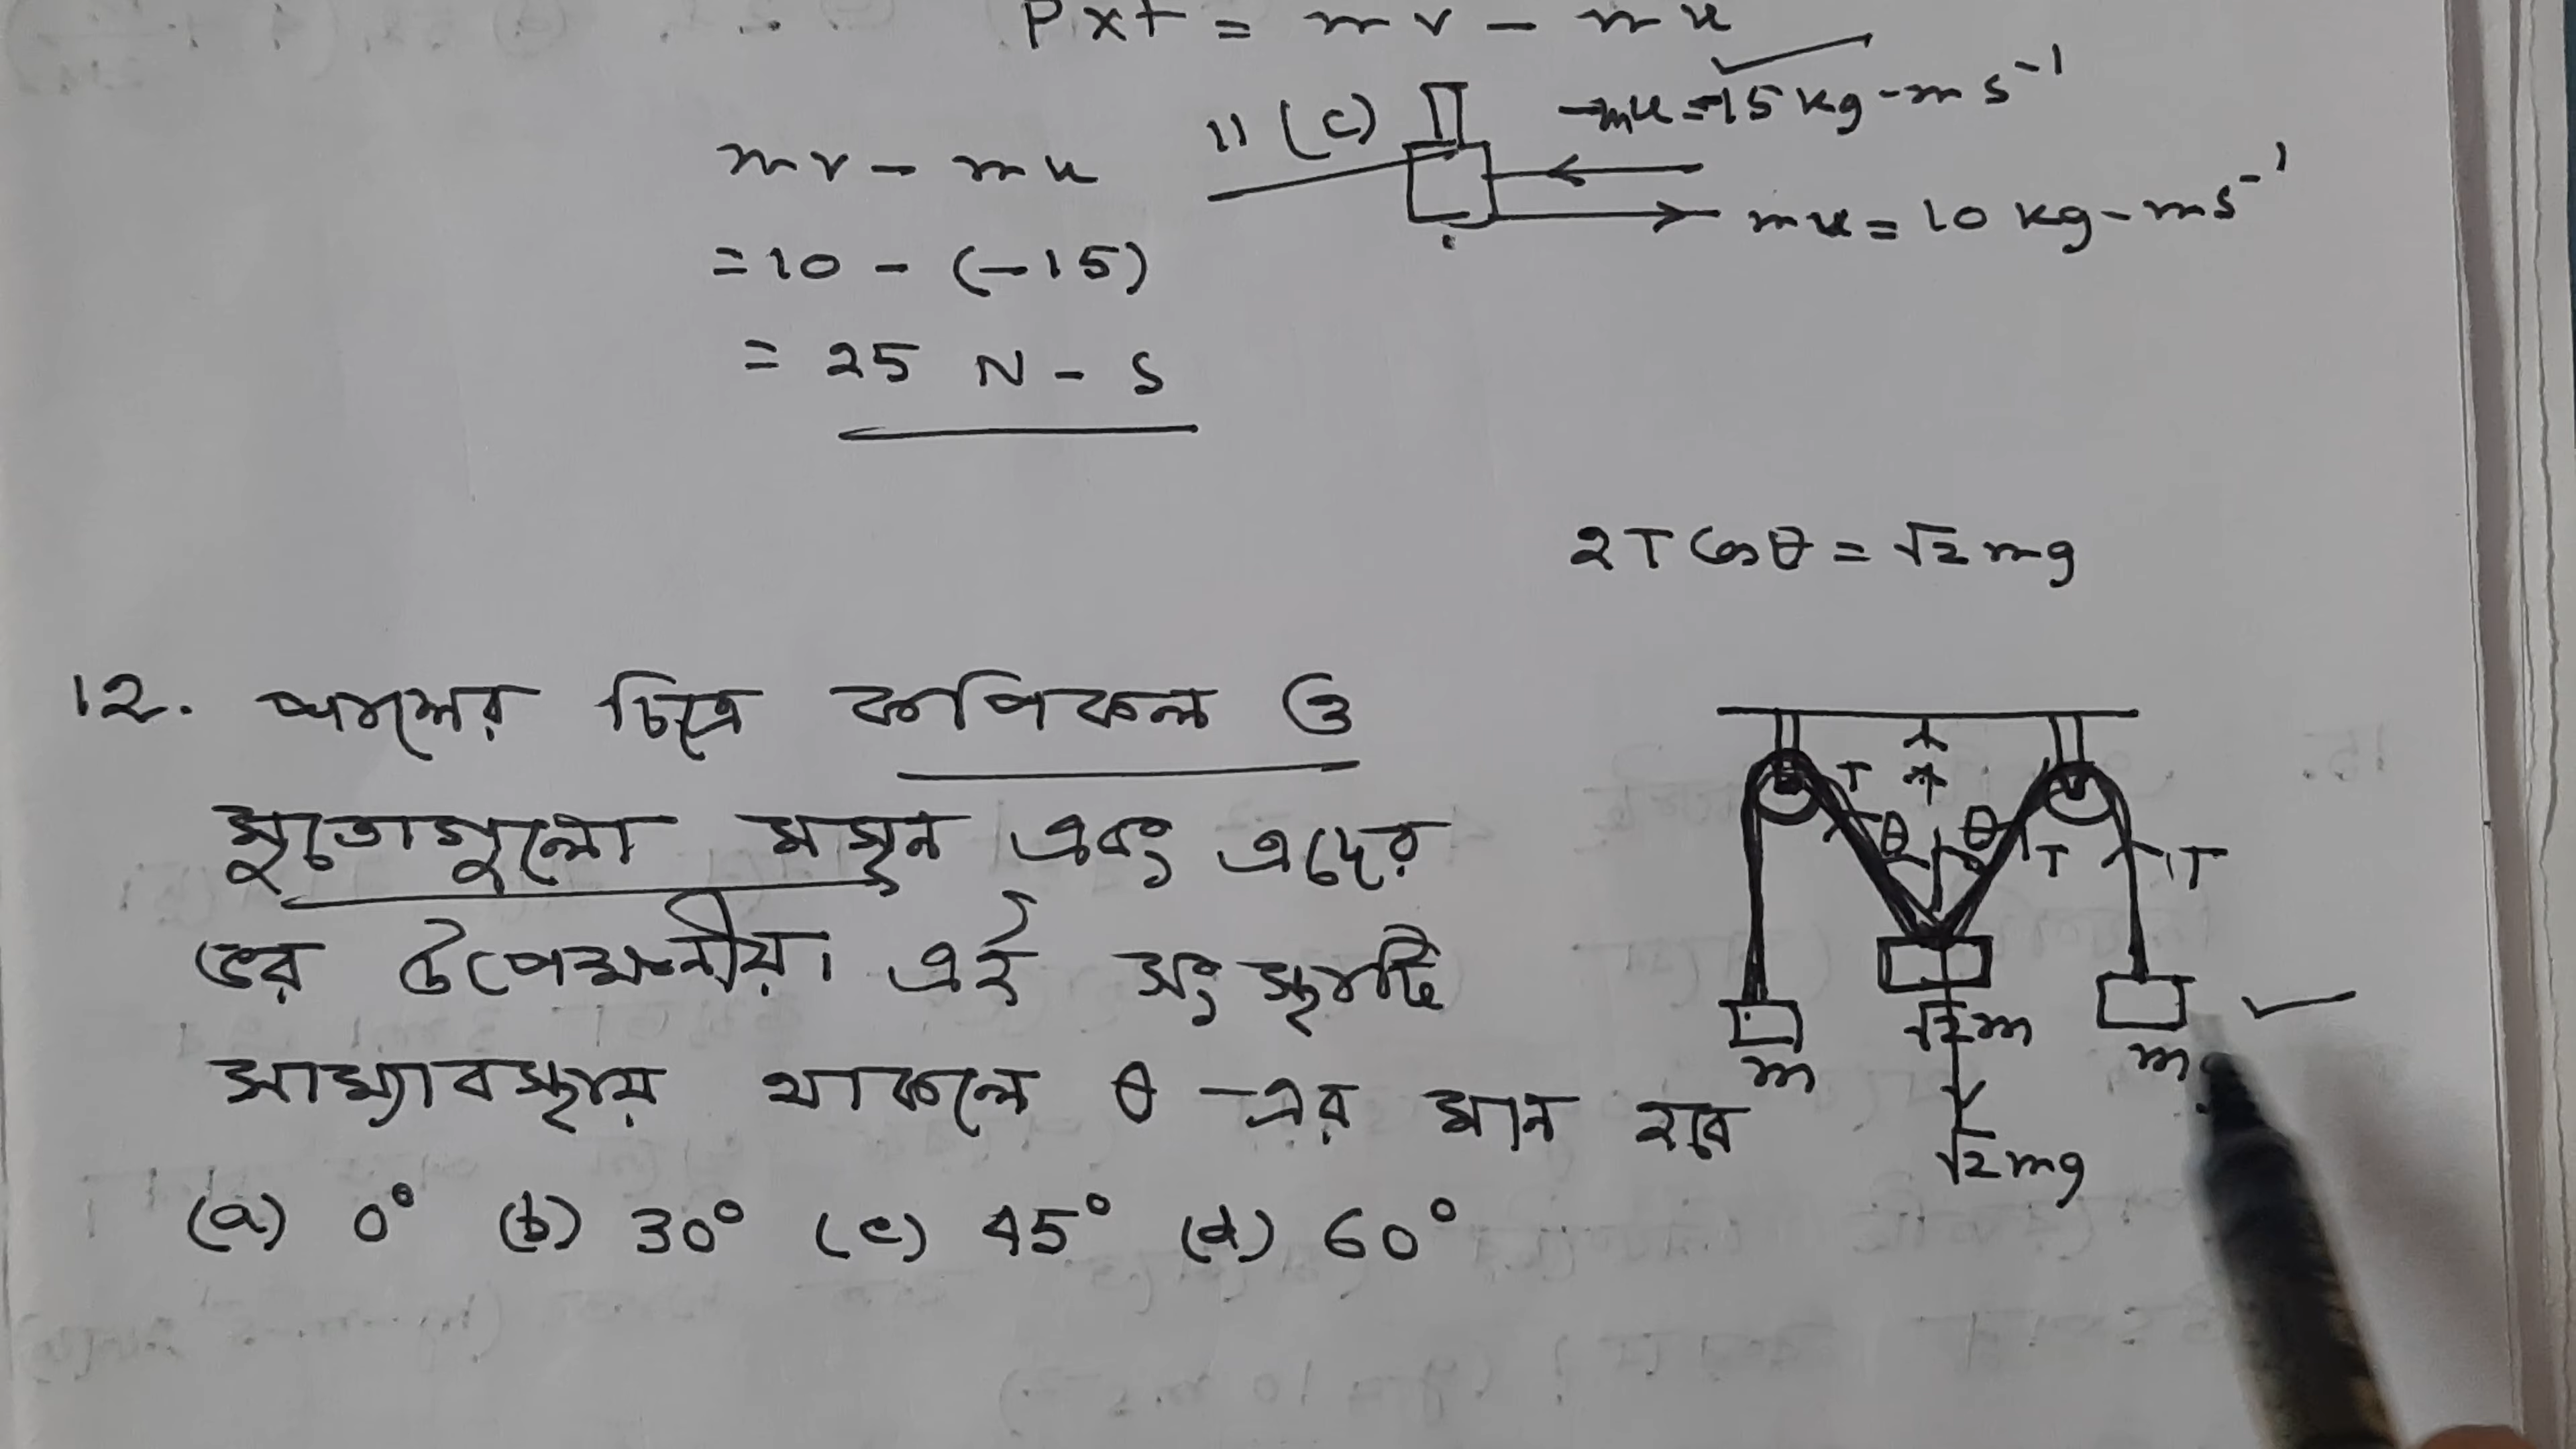 P×t = mv - mu
11 (c)
-mu = -15 kg-m s⁻¹
mv - mu
mu = 10 kg-ms⁻¹
= 10 - (-15)
= 25 N-S
2T Cosθ = √2 mg
12. পাশের চিত্রে কপিকল ও
সুতোগুলো মসৃন এবং এদের
ভর উপেক্ষনীয়। এই সংস্থাটি
সাম্যাবস্থায় থাকলে θ -এর মান হবে
(a) 0° (b) 30° (c) 45° (d) 60°
T θ θ T T
m √2m m
√2mg